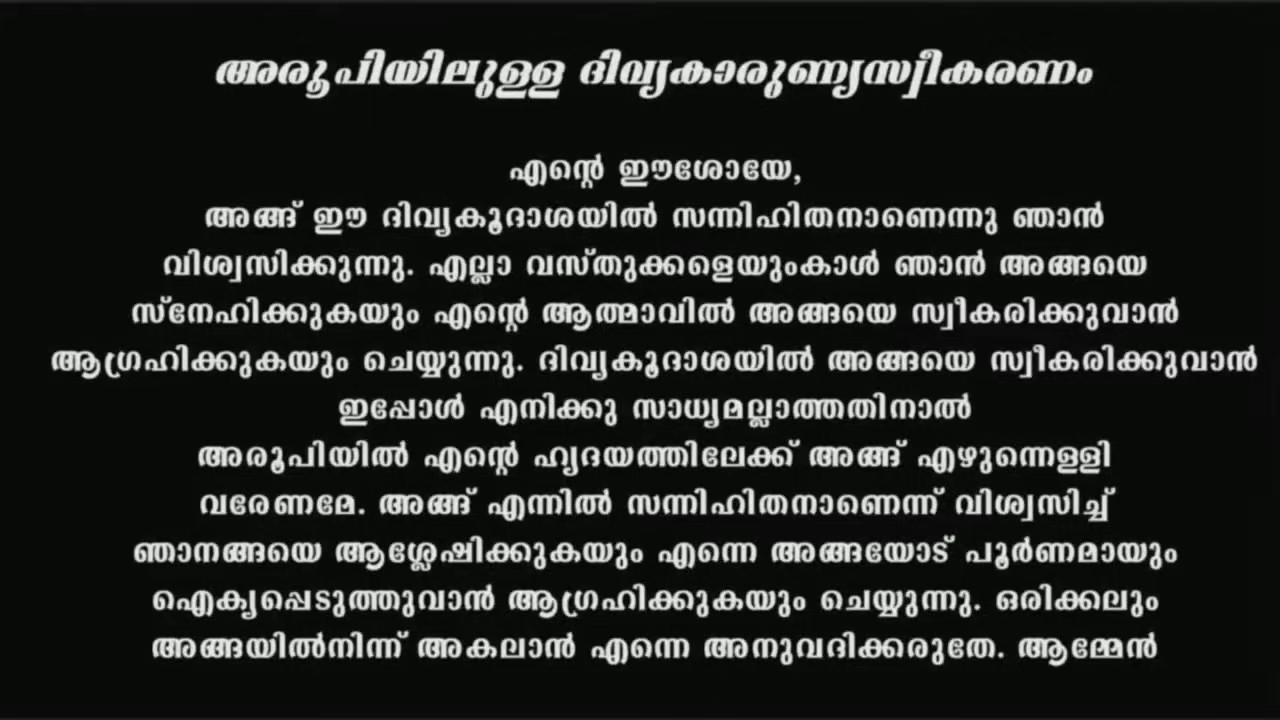 അരൂപിയിലുള്ള ദിവ്യകാരുണ്യസ്വീകരണം
എന്റെ ഈശോയേ,
അങ്ങ് ഈ ദിവ്യകൂദാശയിൽ സന്നിഹിതനാണെന്നു ഞാൻ
വിശ്വസിക്കുന്നു. എല്ലാ വസ്തുക്കളെയുംകാൾ ഞാൻ അങ്ങയെ
സ്നേഹിക്കുകയും എന്റെ ആത്മാവിൽ അങ്ങയെ സ്വീകരിക്കുവാൻ
ആഗ്രഹിക്കുകയും ചെയ്യുന്നു. ദിവ്യകൂദാശയിൽ അങ്ങയെ സ്വീകരിക്കുവാൻ
ഇപ്പോൾ എനിക്കു സാധ്യമല്ലാത്തതിനാൽ
അരൂപിയിൽ എന്റെ ഹൃദയത്തിലേക്ക് അങ്ങ് എഴുന്നെള്ളി
വരേണമേ. അങ്ങ് എന്നിൽ സന്നിഹിതനാണെന്ന് വിശ്വസിച്ച്
ഞാനങ്ങയെ ആശ്ലേഷിക്കുകയും എന്നെ അങ്ങയോട് പൂർണമായും
ഐക്യപ്പെടുത്തുവാൻ ആഗ്രഹിക്കുകയും ചെയ്യുന്നു. ഒരിക്കലും
അങ്ങയിൽനിന്ന് അകലാൻ എന്നെ അനുവദിക്കരുതേ. ആമ്മേൻ